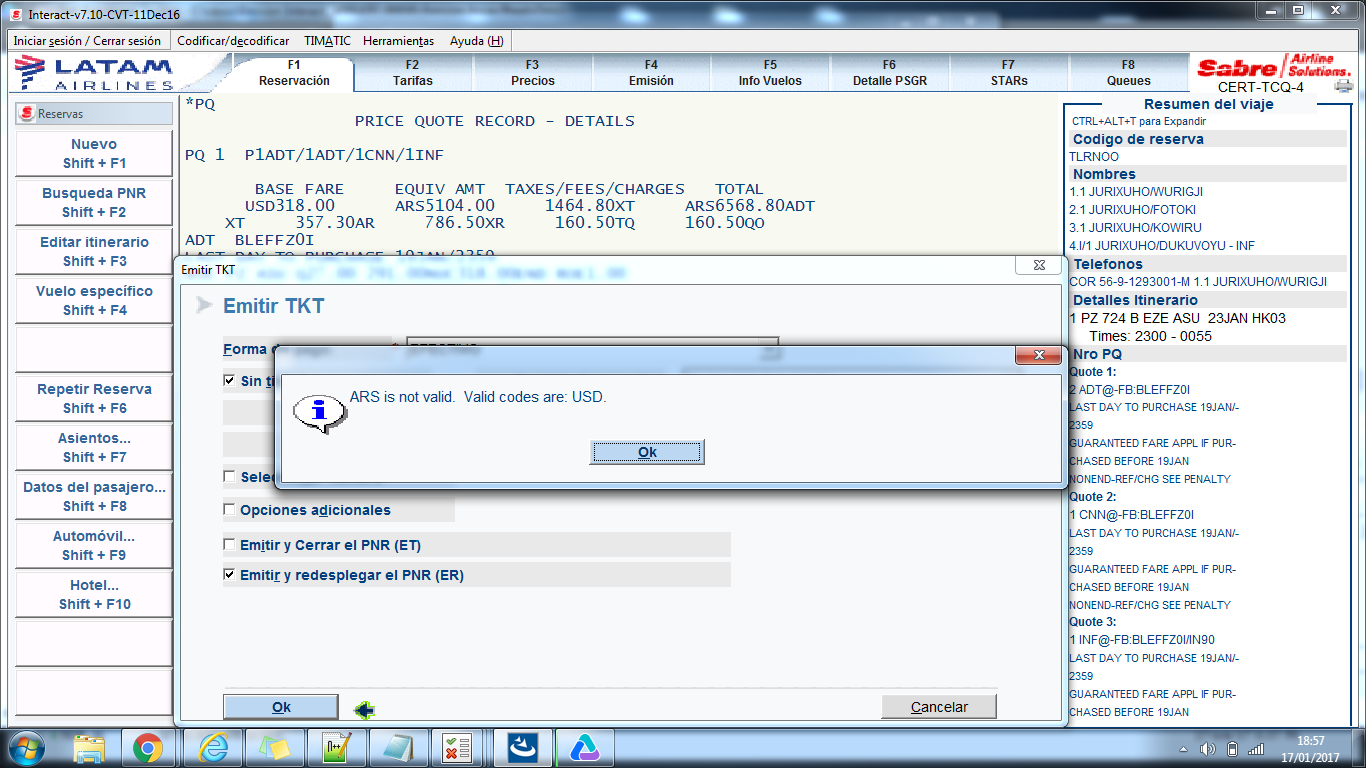 Interact-v7.10-CVT-11Dec16
Iniciar sesión / Cerrar sesión Codificar/decodificar TIMATIC Herramientas Ayuda (H)
LATAM
AIRLINES
F1
Reservación
F2
Tarifas
F3
Precios
F4
Emisión
F5
Info Vuelos
F6
Detalle PSGR
F7
STARs
F8
Queues
Sabre Airline Solutions.
CERT-TCQ-4
Reservas
Nuevo
Shift + F1
Busqueda PNR
Shift + F2
Editar itinerario
Shift + F3
Vuelo específico
Shift + F4
Repetir Reserva
Shift + F6
Asientos...
Shift + F7
Datos del pasajero...
Shift + F8
Automóvil...
Shift + F9
Hotel...
Shift + F10
*PQ
PRICE QUOTE RECORD - DETAILS
PQ 1 P1ADT/1ADT/1CNN/1INF
BASE FARE EQUIV AMT TAXES/FEES/CHARGES TOTAL
USD318.00 ARS5104.00 1464.80XT ARS6568.80ADT
XT 357.30AR 786.50XR 160.50TQ 160.50QO
ADT BLEFFZ0I
LAST DAY TO PURCHASE 19JAN/2359
Emitir TKT
Emitir TKT
Forma
Sin
ARS is not valid. Valid codes are: USD.
Ok
Opciones adicionales
Emitir y Cerrar el PNR (ET)
Emitir y redesplegar el PNR (ER)
Ok
Cancelar
Resumen del viaje
CTRL+ALT+T para Expandir
Codigo de reserva
TLRNOO
Nombres
1.1 JURIXUHO/WURIGJI
2.1 JURIXUHO/FOTOKI
3.1 JURIXUHO/KOWIRU
4.I/1 JURIXUHO/DUKUVOYU - INF
Telefonos
COR 56-9-1293001-M 1.1 JURIXUHO/WURIGJI
Detalles Itinerario
1 PZ 724 B EZE ASU 23JAN HK03
Times: 2300 - 0055
Nro PQ
Quote 1:
2 ADT@-FB:BLEFFZ0I
LAST DAY TO PURCHASE 19JAN/-
2359
GUARANTEED FARE APPL IF PUR-
CHASED BEFORE 19JAN
NONEND-REF/CHG SEE PENALTY
Quote 2:
1 CNN@-FB:BLEFFZ0I
LAST DAY TO PURCHASE 19JAN/-
2359
GUARANTEED FARE APPL IF PUR-
CHASED BEFORE 19JAN
NONEND-REF/CHG SEE PENALTY
Quote 3:
1 INF@-FB:BLEFFZ0I/IN90
LAST DAY TO PURCHASE 19JAN/-
2359
GUARANTEED FARE APPL IF PUR-
CHASED BEFORE 19JAN
18:57
17/01/2017